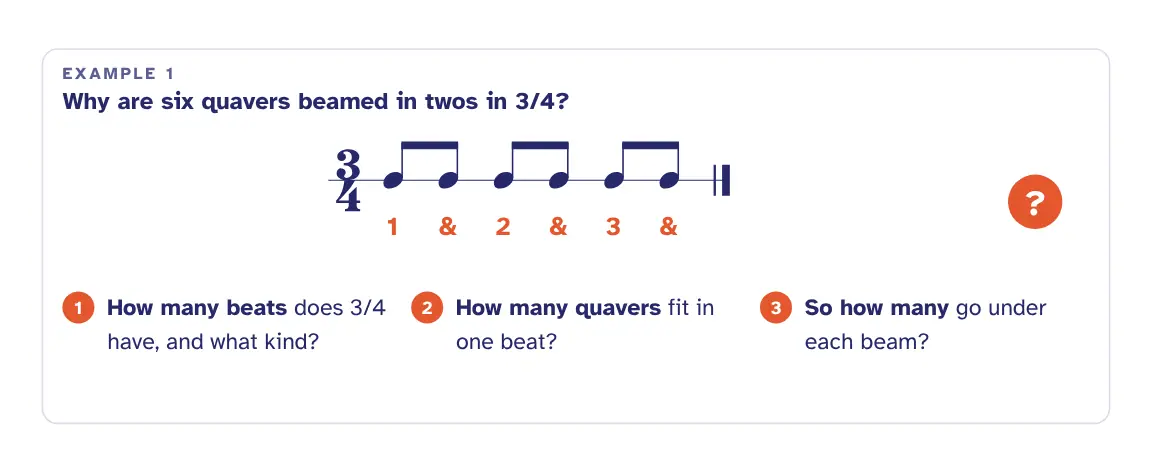 EXAMPLE 1
Why are six quavers beamed in twos in 3/4?
3
4
1 & 2 & 3 &
?
1 How many beats does 3/4
have, and what kind?
2 How many quavers fit in
one beat?
3 So how many go under
each beam?